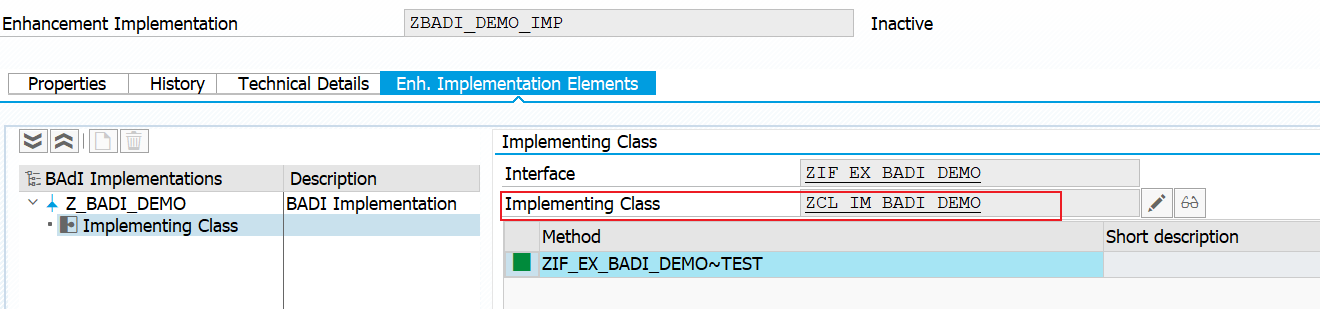 Enhancement Implementation ZBADI_DEMO_IMP Inactive
Properties History Technical Details Enh. Implementation Elements
Implementing Class
BAdI Implementations Description
Interface ZIF_EX_BADI_DEMO
Z_BADI_DEMO BADI Implementation
Implementing Class ZCL_IM_BADI_DEMO
Implementing Class
Method Short description
ZIF_EX_BADI_DEMO~TEST